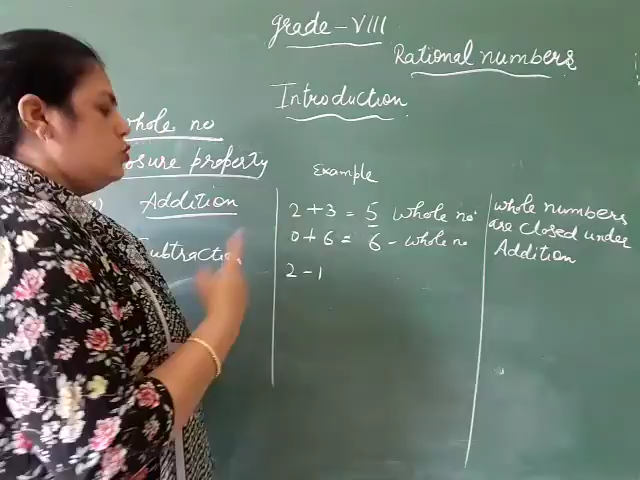 grade-VIII
Rational numbers
Introduction
whole no
closure property
Example
Addition
2 + 3 = 5 whole no.
0 + 6 = 6 - whole no
whole numbers
are closed under
Addition
Subtraction
2 - 1